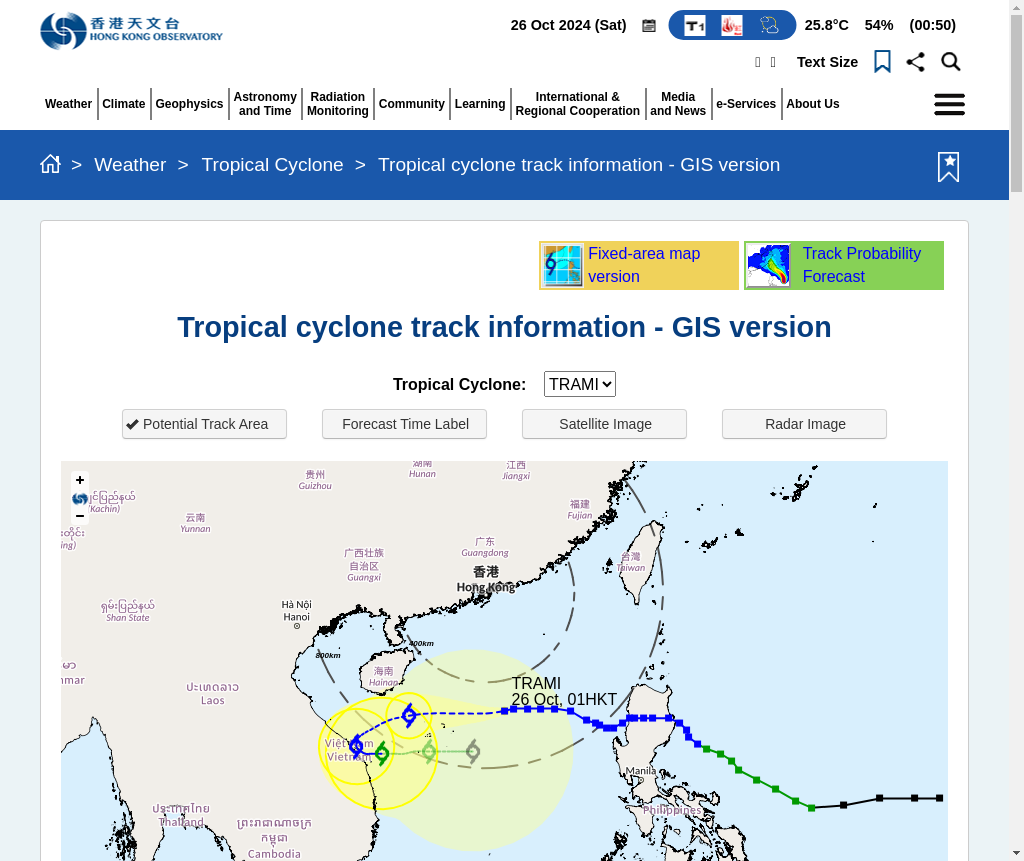 香港天文台
HONG KONG OBSERVATORY
26 Oct 2024 (Sat)
T1
25.8°C 54% (00:50)
Text Size
Weather
Climate
Geophysics
Astronomy
and Time
Radiation
Monitoring
Community
Learning
International &
Regional Cooperation
Media
and News
e-Services
About Us
> Weather > Tropical Cyclone > Tropical cyclone track information - GIS version
Fixed-area map
version
Track Probability
Forecast
Tropical cyclone track information - GIS version
Tropical Cyclone: TRAMI
Potential Track Area
Forecast Time Label
Satellite Image
Radar Image
+
−
贵州
Guizhou
湖南
Hunan
江西
Jiangxi
(Kachin)
云南
Yunnan
福建
Fujian
广东
Guangdong
广西壮族
自治区
Guangxi
台灣
Taiwan
香港
Hong Kong
ရှမ်းပြည်နယ်
Shan State
Hà Nội
Hanoi
400km
800km
海南
Hainan
ປະເທດລາວ
Laos
TRAMI
26 Oct, 01HKT
Việt Nam
Vietnam
Manila
Philippines
ประเทศไทย
Thailand
ព្រះរាជាណាចក្រ
កម្ពុជា
Cambodia